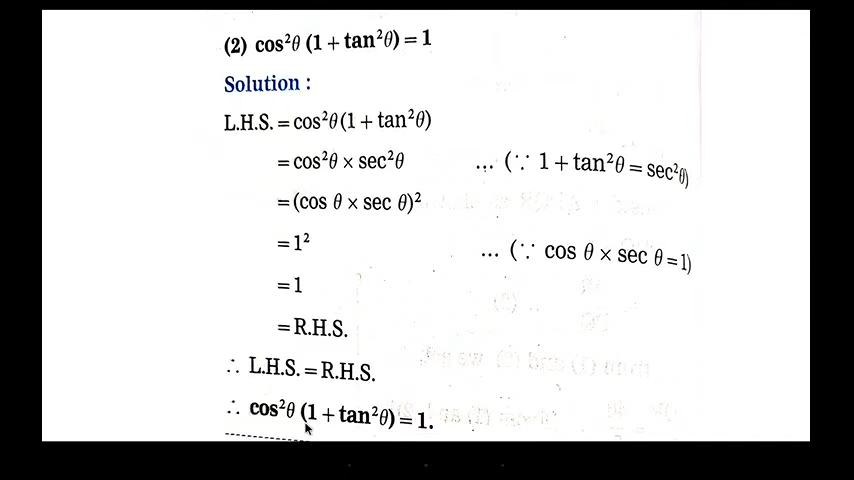 (2) cos²θ (1 + tan²θ) = 1
Solution :
L.H.S. = cos²θ(1 + tan²θ)
= cos²θ × sec²θ ... (∵ 1 + tan²θ = sec²θ)
= (cos θ × sec θ)²
= 1² ... (∵ cos θ × sec θ = 1)
= 1
= R.H.S.
∴ L.H.S. = R.H.S.
∴ cos²θ (1 + tan²θ) = 1.